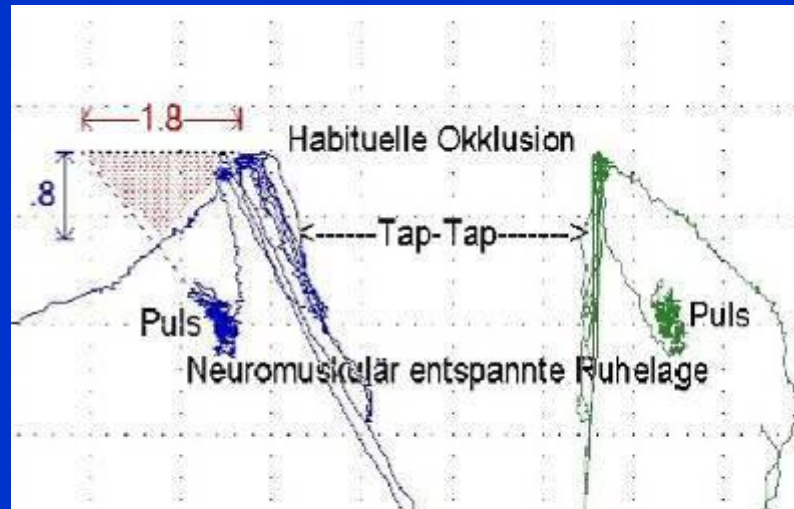 1.8
Habituelle Okklusion
.8
<------Tap-Tap------->
Puls
Puls
Neuromuskulär entspannte Ruhelage